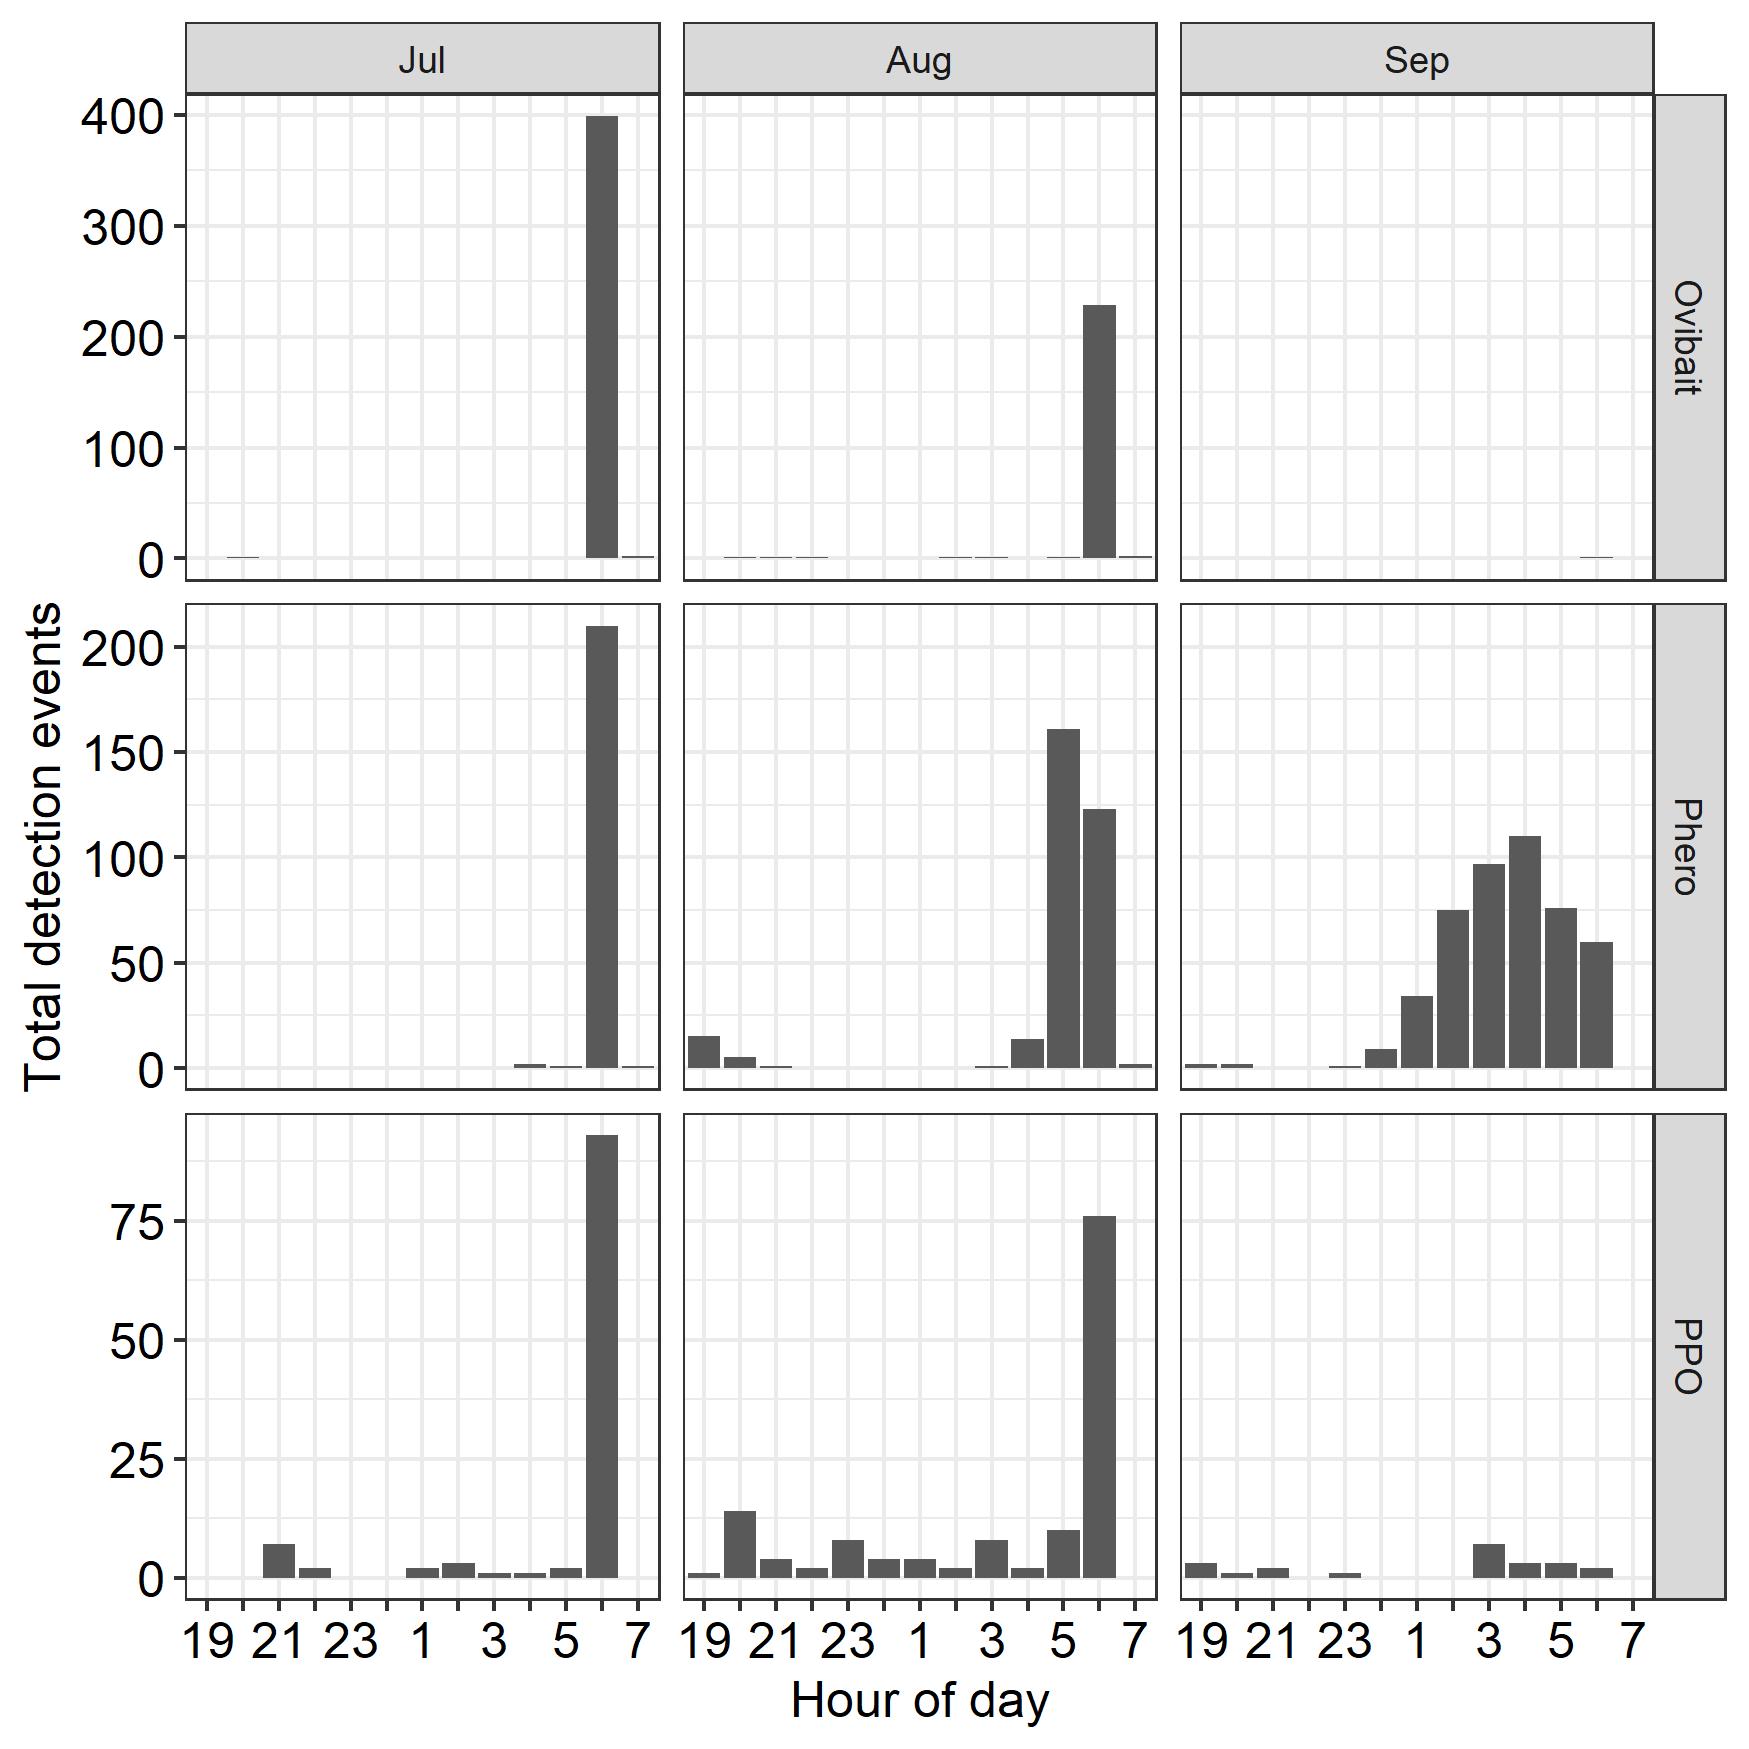 Jul Aug Sep
400
300
200
100
0
Ovibait
200
150
100
50
0
Phero
75
50
25
0
PPO
Total detection events
19 21 23 1 3 5 7 19 21 23 1 3 5 7 19 21 23 1 3 5 7
Hour of day